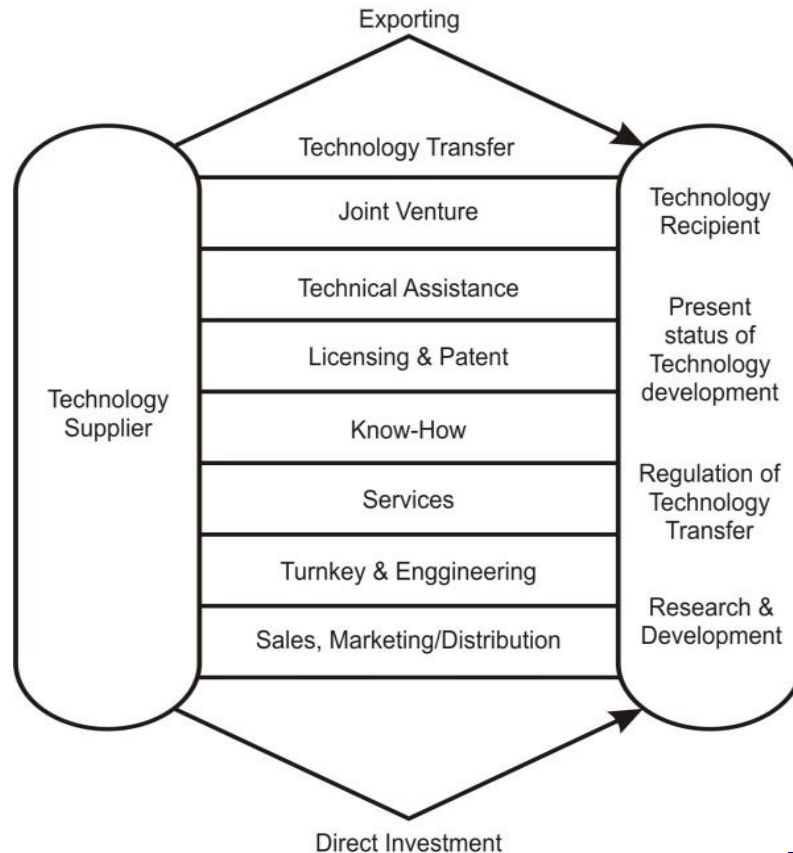 Exporting
Technology Transfer
Joint Venture
Technical Assistance
Licensing & Patent
Know-How
Services
Turnkey & Enggineering
Sales, Marketing/Distribution
Technology
Supplier
Technology
Recipient
Present
status of
Technology
development
Regulation of
Technology
Transfer
Research &
Development
Direct Investment